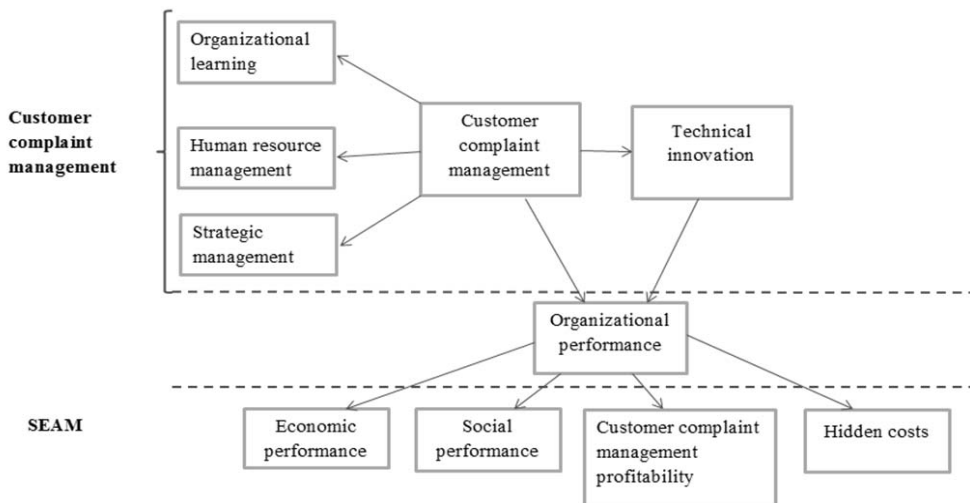 Organizational
learning
Customer
complaint
management
Human resource
management
Strategic
management
Customer
complaint
management
Technical
innovation
Organizational
performance
SEAM
Economic
performance
Social
performance
Customer complaint
management
profitability
Hidden costs